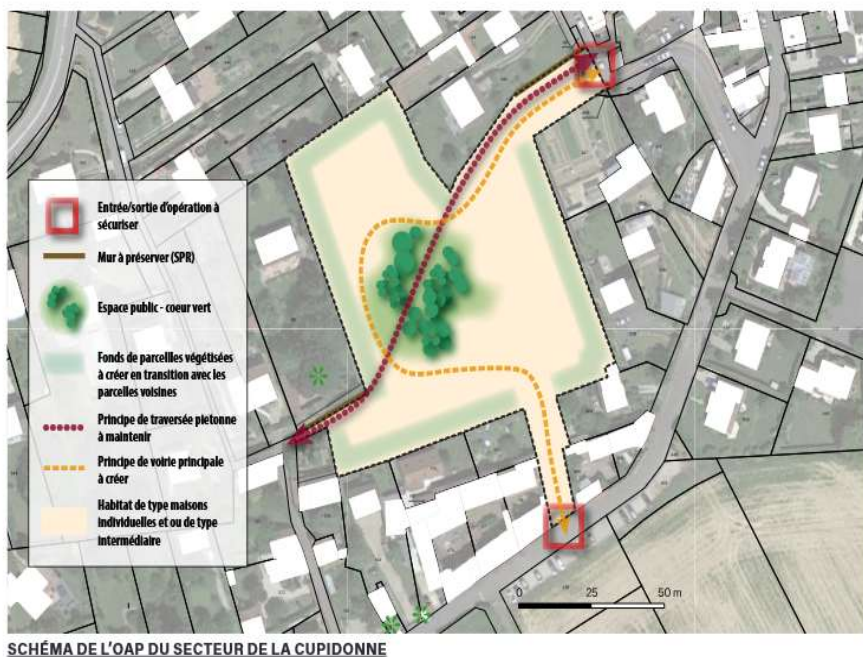 Entrée/sortie d'opération à
sécuriser
Mur à préserver (SPR)
Espace public - coeur vert
Fonds de parcelles végétisées
à créer en transition avec les
parcelles voisines
Principe de traversée pietonne
à maintenir
Principe de voirie principale
à créer
Habitat de type maisons
individuelles et ou de type
intermédiaire
0 25 50 m
SCHÉMA DE L'OAP DU SECTEUR DE LA CUPIDONNE